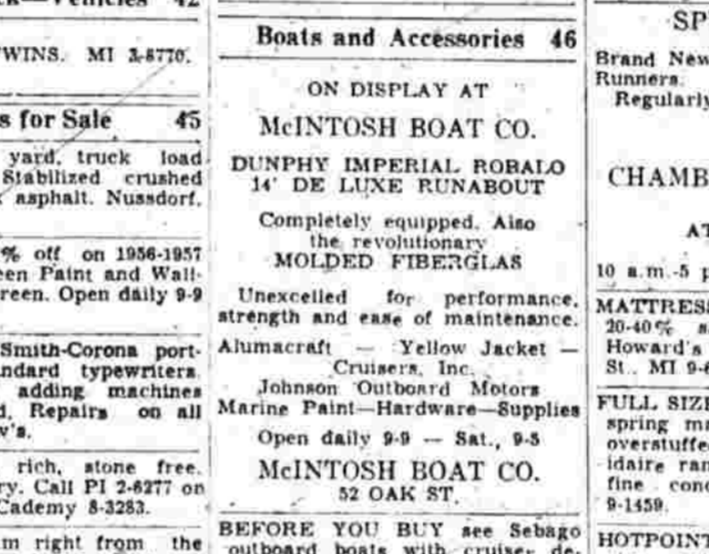 Vehicles 42
TWINS. MI 3-8770.
s for Sale 45
yard, truck load
Stabilized crushed
asphalt. Nussdorf,
% off on 1956-1957
een Paint and Wall-
reen. Open daily 9-9
Smith-Corona port-
ndard typewriters
adding machines
d. Repairs on all
w's.
rich, stone free.
ry. Call PI 2-6277 on
Cademy 8-3283.
m right from the
Boats and Accessories 46
ON DISPLAY AT
McINTOSH BOAT CO.
DUNPHY IMPERIAL ROBALO
14' DE LUXE RUNABOUT
Completely equipped. Also
the revolutionary
MOLDED FIBERGLAS
Unexcelled for performance,
strength and ease of maintenance.
Alumacraft — Yellow Jacket —
Cruisers, Inc.
Johnson Outboard Motors
Marine Paint—Hardware—Supplies
Open daily 9-9 — Sat., 9-5
McINTOSH BOAT CO.
52 OAK ST.
BEFORE YOU BUY see Sebago
outboard boats with cruiser de-
SP
Brand New
Runners.
Regularly
CHAMB
AT
10 a.m.-5 p
MATTRESS
20-40% s
Howard's
St., MI 9-6
FULL SIZE
spring ma
overstuffe
idaire ran
fine cond
9-1459.
HOTPOINT